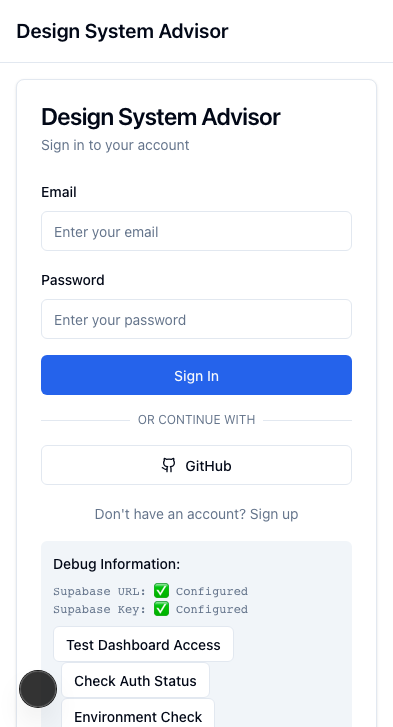 Design System Advisor
Design System Advisor
Sign in to your account
Email
Enter your email
Password
Enter your password
Sign In
OR CONTINUE WITH
GitHub
Don't have an account? Sign up
Debug Information:
Supabase URL: ✅ Configured
Supabase Key: ✅ Configured
Test Dashboard Access
Check Auth Status
Environment Check